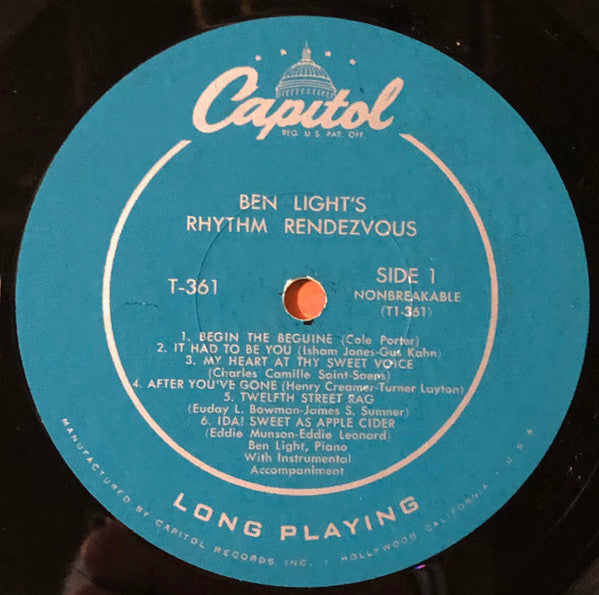 Capitol
REG. U.S. PAT. OFF.
BEN LIGHT'S
RHYTHM RENDEZVOUS
T-361
SIDE 1
NONBREAKABLE
(T1-361)
1. BEGIN THE BEGUINE (Cole Porter)
2. IT HAD TO BE YOU (Isham Jones-Gus Kahn)
3. MY HEART AT THY SWEET VOICE
(Charles Camille Saint-Saens)
4. AFTER YOU'VE GONE (Henry Creamer-Turner Layton)
5. TWELFTH STREET RAG
(Euday L. Bowman-James S. Sumner)
6. IDA! SWEET AS APPLE CIDER
(Eddie Munson-Eddie Leonard)
Ben Light, Piano
With Instrumental
Accompaniment
LONG PLAYING
MANUFACTURED BY CAPITOL RECORDS, INC. • HOLLYWOOD, CALIFORNIA, U.S.A.